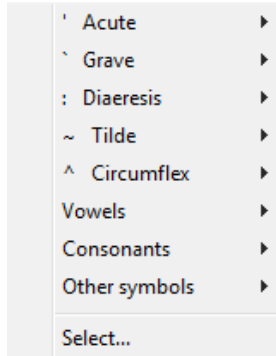 ' Acute
` Grave
: Diaeresis
~ Tilde
^ Circumflex
Vowels
Consonants
Other symbols
Select...